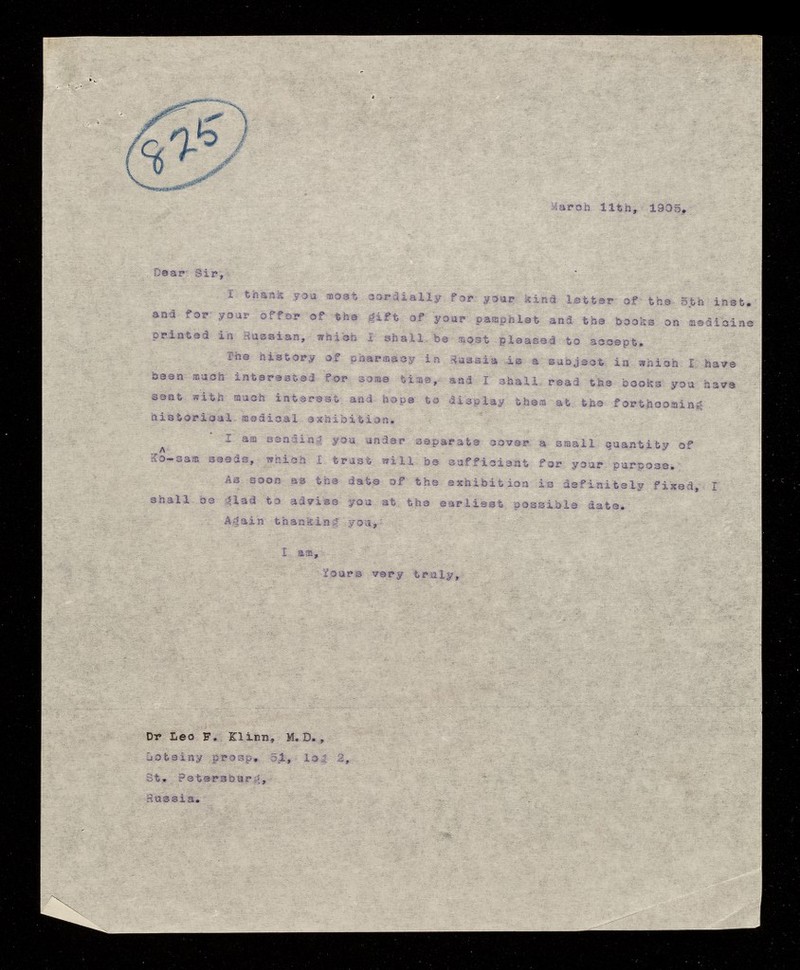 825
March 11th, 1905.
Dear Sir,
I thank you most cordially for your kind letter of the 5th inst.
and for your offer of the gift of your pamphlet and the books on medicine
printed in Russian, which I shall be most pleased to accept.
The history of pharmacy in Russia is a subject in which I have
been much interested for some time, and I shall read the books you have
sent with much interest and hope to display them at the forthcoming
historical medical exhibition.
I am sending you under separate cover a small quantity of
Kô-sam seeds, which I trust will be sufficient for your purpose.
As soon as the date of the exhibition is definitely fixed, I
shall be glad to advise you at the earliest possible date.
Again thanking you,
I am,
Yours very truly,
Dr Leo F. Klinn, M.D.,
Loteiny prosp. 51, log 2,
St. Petersburg,
Russia.